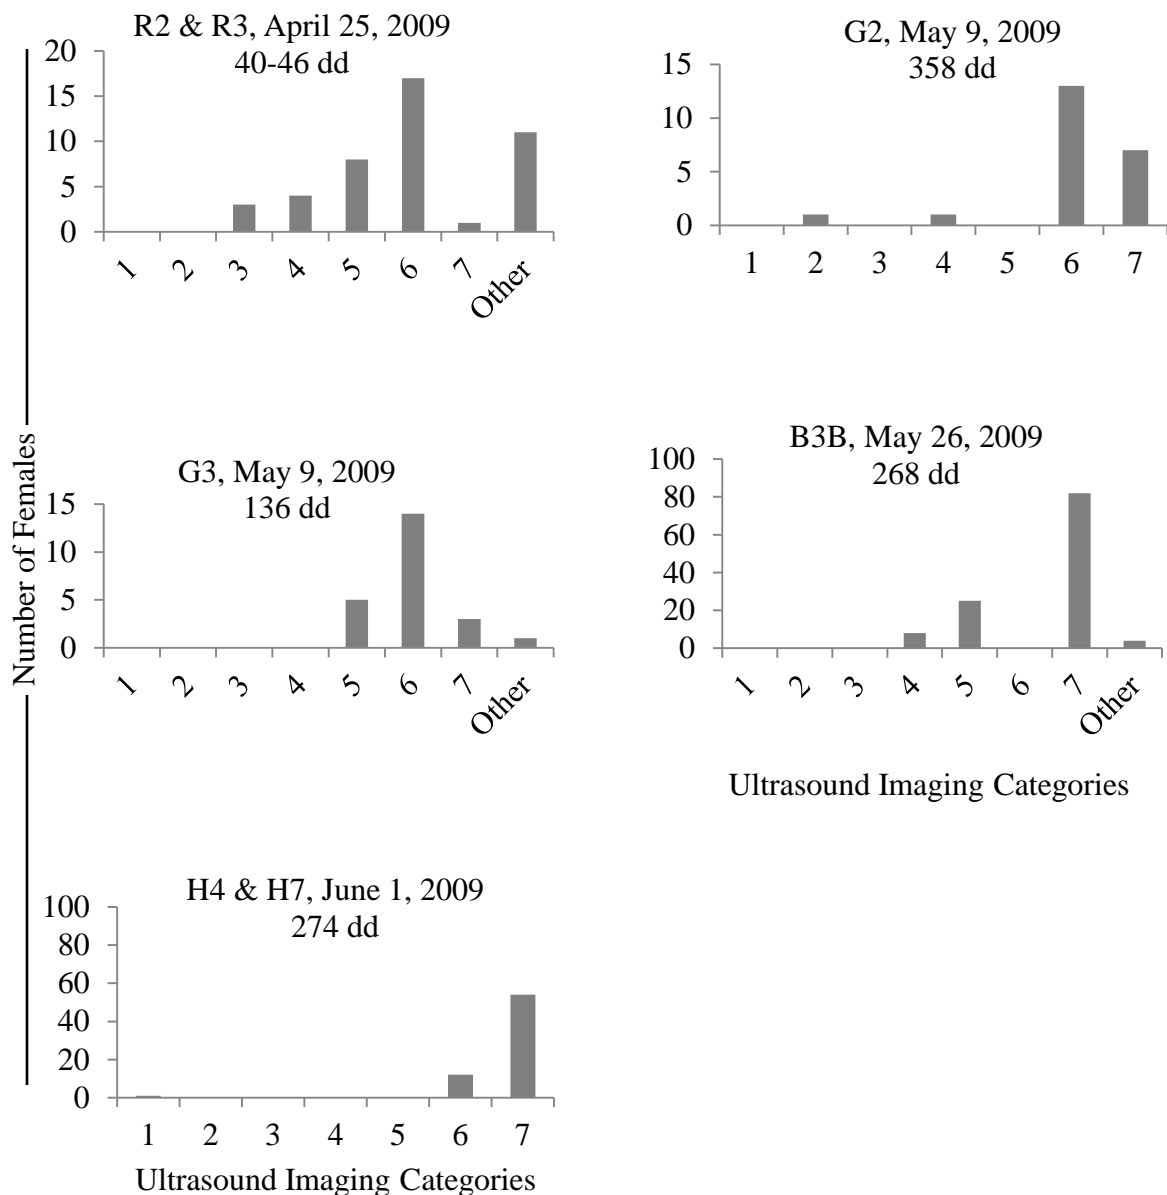 R2 & R3, April 25, 2009
40-46 dd
20
15
10
5
0
1 2 3 4 5 6 7 Other
G2, May 9, 2009
358 dd
15
10
5
0
1 2 3 4 5 6 7
Number of Females
G3, May 9, 2009
136 dd
15
10
5
0
1 2 3 4 5 6 7 Other
B3B, May 26, 2009
268 dd
100
80
60
40
20
0
1 2 3 4 5 6 7 Other
Ultrasound Imaging Categories
H4 & H7, June 1, 2009
274 dd
100
80
60
40
20
0
1 2 3 4 5 6 7
Ultrasound Imaging Categories